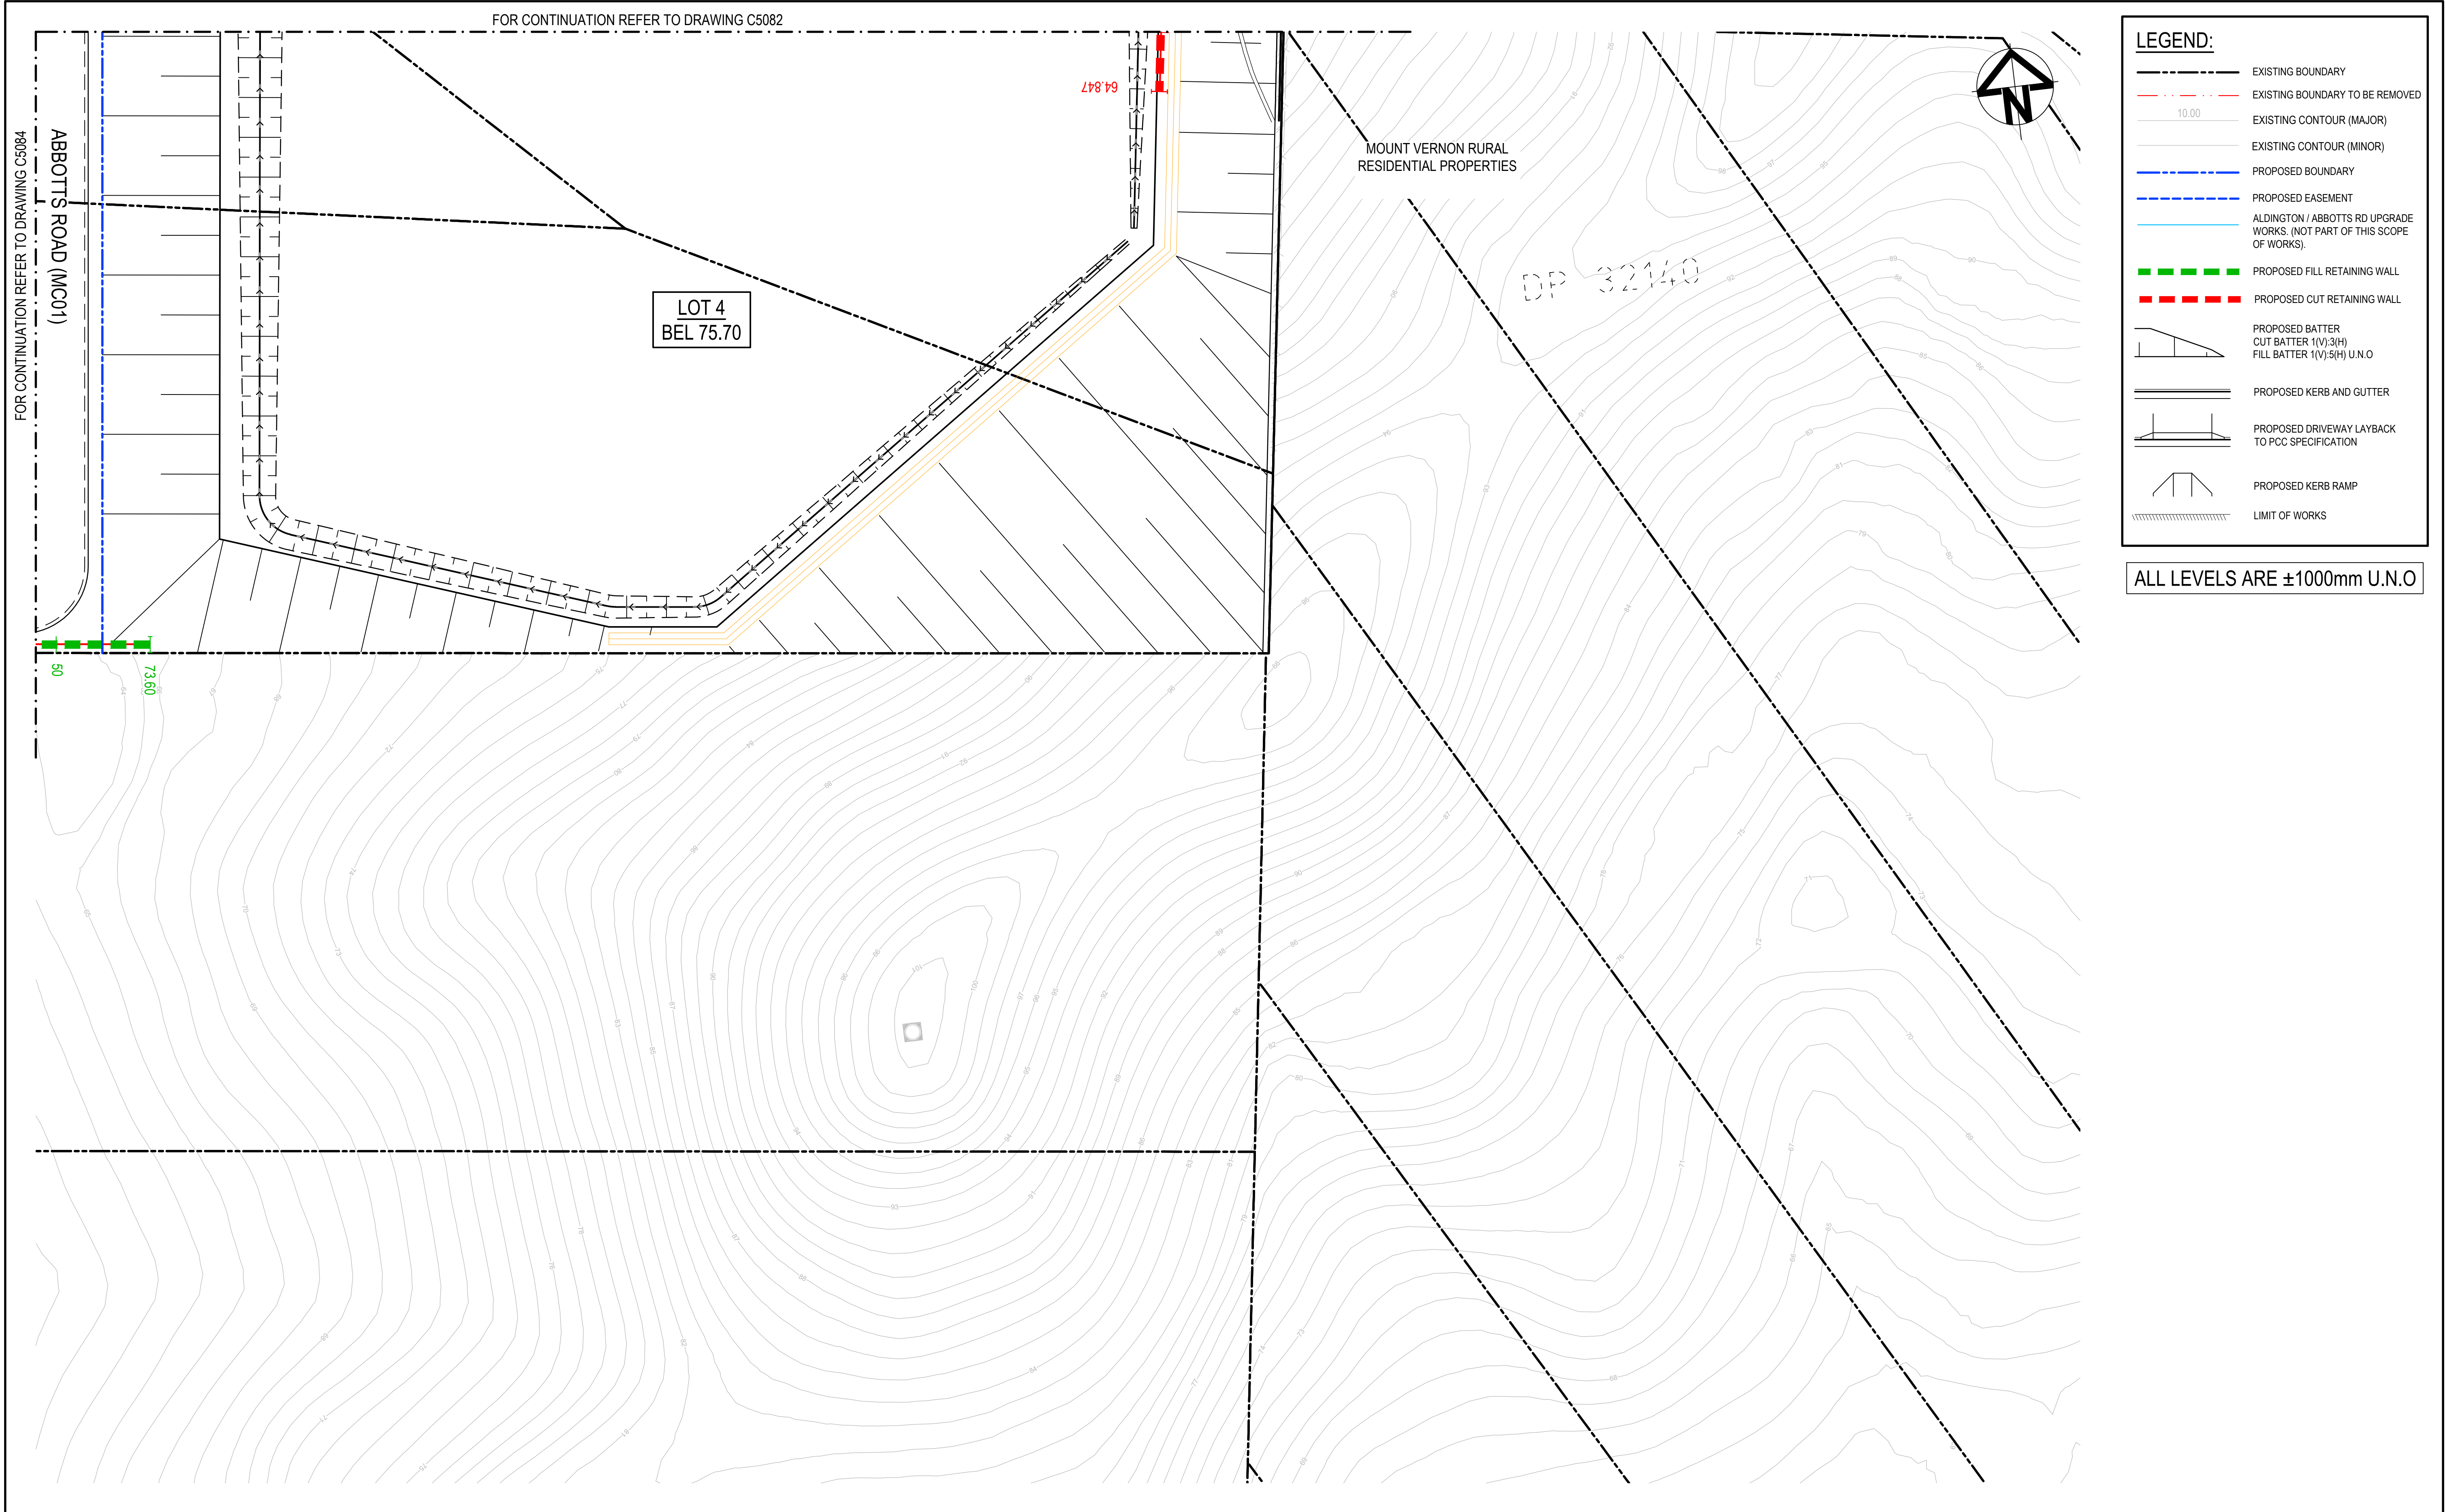 FOR CONTINUATION REFER TO DRAWING C5082
FOR CONTINUATION REFER TO DRAWING C5084
ABBOTTS ROAD (MC01)
64.847
LOT 4
BEL 75.70
MOUNT VERNON RURAL
RESIDENTIAL PROPERTIES
DP 32140
50
73.60
N
LEGEND:
EXISTING BOUNDARY
EXISTING BOUNDARY TO BE REMOVED
10.00
EXISTING CONTOUR (MAJOR)
EXISTING CONTOUR (MINOR)
PROPOSED BOUNDARY
PROPOSED EASEMENT
ALDINGTON / ABBOTTS RD UPGRADE
WORKS. (NOT PART OF THIS SCOPE
OF WORKS).
PROPOSED FILL RETAINING WALL
PROPOSED CUT RETAINING WALL
PROPOSED BATTER
CUT BATTER 1(V):3(H)
FILL BATTER 1(V):5(H) U.N.O
PROPOSED KERB AND GUTTER
PROPOSED DRIVEWAY LAYBACK
TO PCC SPECIFICATION
PROPOSED KERB RAMP
LIMIT OF WORKS
ALL LEVELS ARE ±1000mm U.N.O